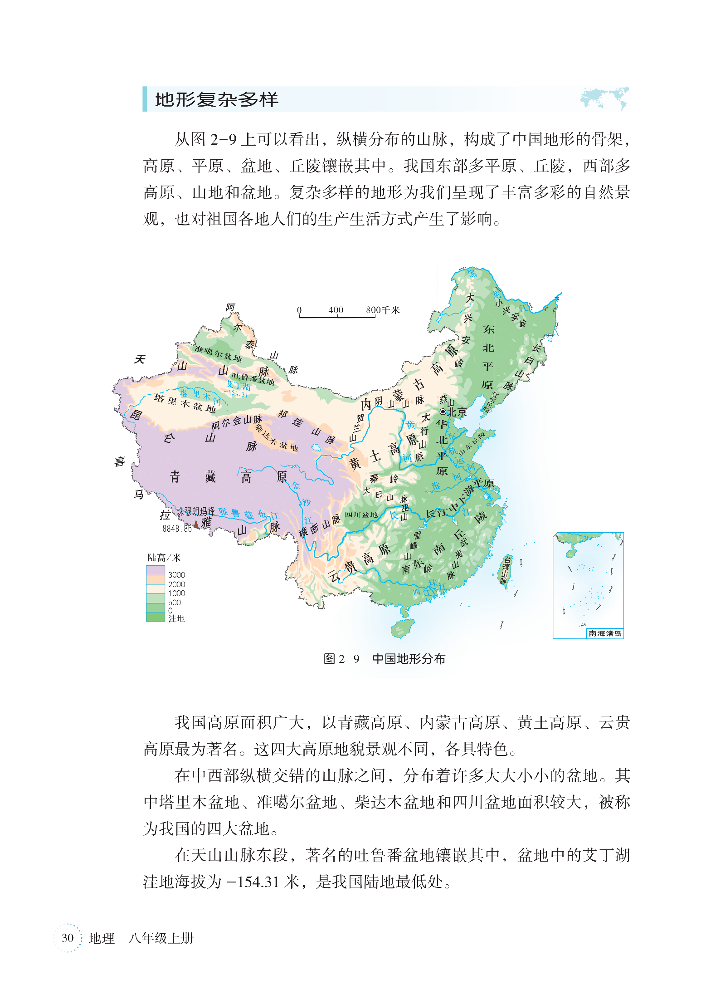 地形复杂多样
从图 2-9 上可以看出，纵横分布的山脉，构成了中国地形的骨架，
高原、平原、盆地、丘陵镶嵌其中。我国东部多平原、丘陵，西部多
高原、山地和盆地。复杂多样的地形为我们呈现了丰富多彩的自然景
观，也对祖国各地人们的生产生活方式产生了影响。
0 400 800千米
黑龙江
大兴安岭
小兴安岭
东北平原
长白山脉
辽东丘陵
阿尔泰山脉
准噶尔盆地
天山山脉
吐鲁番盆地
艾丁湖
-154.31
塔里木河
塔里木盆地
内蒙古高原
阴山山脉
燕山
北京
贺兰山
太行山脉
华北平原
京杭运河
山东丘陵
昆仑山脉
阿尔金山脉
祁连山脉
柴达木盆地
黄河
黄土高原
青藏高原
秦岭
淮河
大巴山脉
巫山
长江中下游平原
喜马拉雅山脉
珠穆朗玛峰
8848.86
雅鲁藏布江
金沙江
横断山脉
四川盆地
长江
雪峰山
东南丘陵
武夷山脉
云贵高原
南岭
珠江
西江
台湾山脉
陆高/米
3000
2000
1000
500
0
洼地
南海诸岛
图 2-9 中国地形分布
我国高原面积广大，以青藏高原、内蒙古高原、黄土高原、云贵
高原最为著名。这四大高原地貌景观不同，各具特色。
在中西部纵横交错的山脉之间，分布着许多大大小小的盆地。其
中塔里木盆地、准噶尔盆地、柴达木盆地和四川盆地面积较大，被称
为我国的四大盆地。
在天山山脉东段，著名的吐鲁番盆地镶嵌其中，盆地中的艾丁湖
洼地海拔为 -154.31 米，是我国陆地最低处。
30 地理 八年级上册